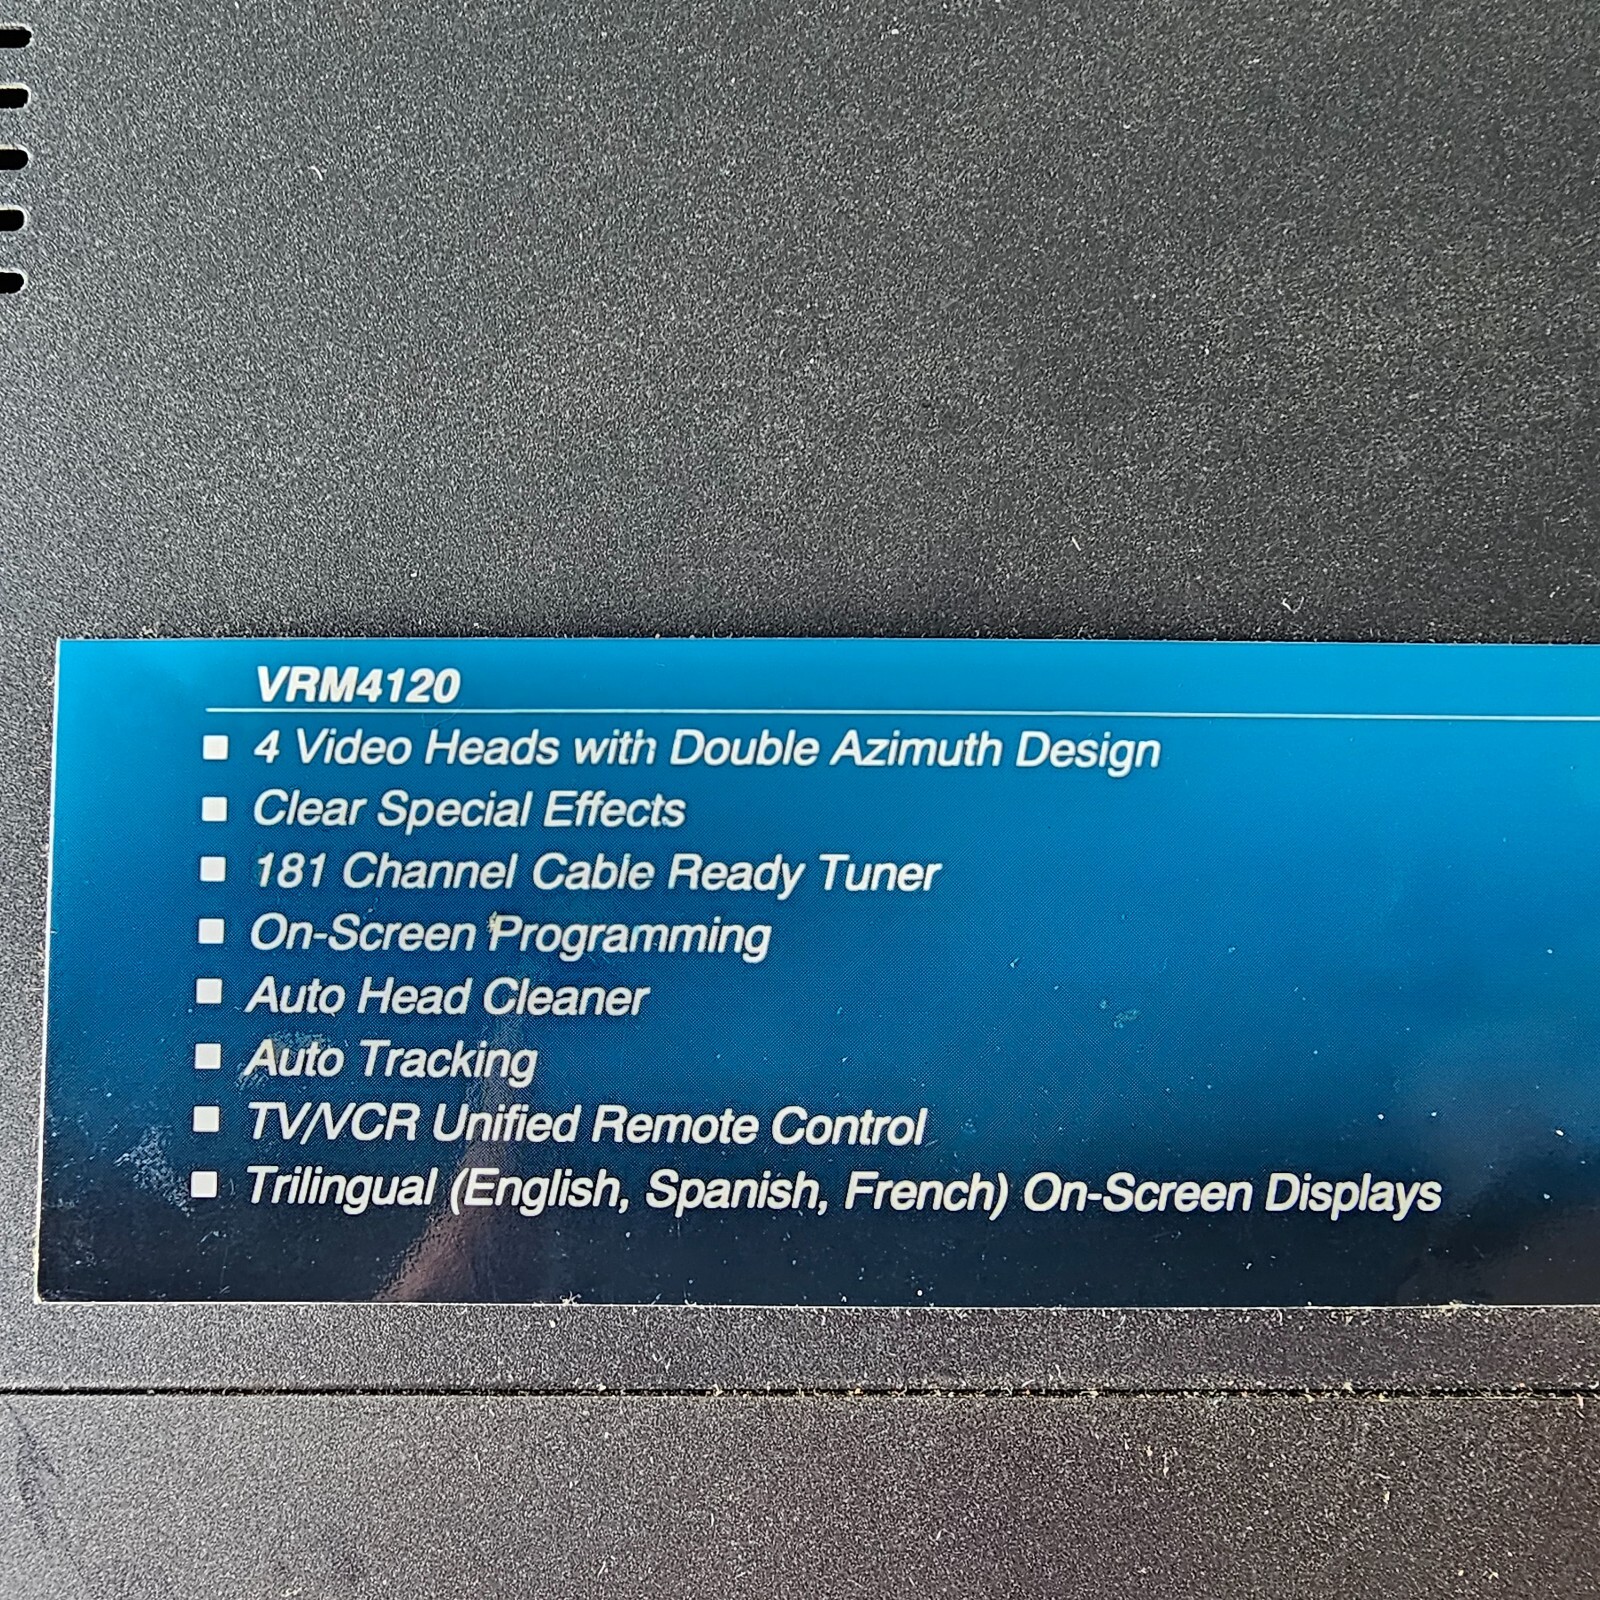 VRM4120
4 Video Heads with Double Azimuth Design
Clear Special Effects
181 Channel Cable Ready Tuner
On-Screen Programming
Auto Head Cleaner
Auto Tracking
TV/VCR Unified Remote Control
Trilingual (English, Spanish, French) On-Screen Displays